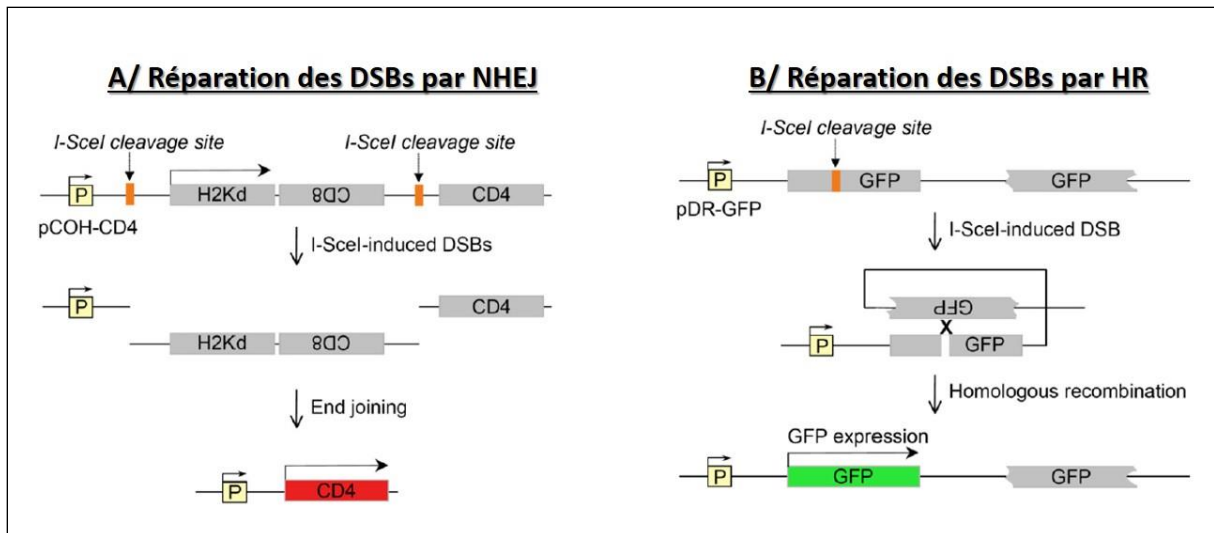 A/ Réparation des DSBs par NHEJ
I-SceI cleavage site
I-SceI cleavage site
P
H2Kd
CD8
CD4
pCOH-CD4
I-SceI-induced DSBs
P
CD4
H2Kd
CD8
End joining
P
CD4
B/ Réparation des DSBs par HR
I-SceI cleavage site
P
GFP
GFP
pDR-GFP
I-SceI-induced DSB
GFP
X
P
GFP
Homologous recombination
GFP expression
P
GFP
GFP